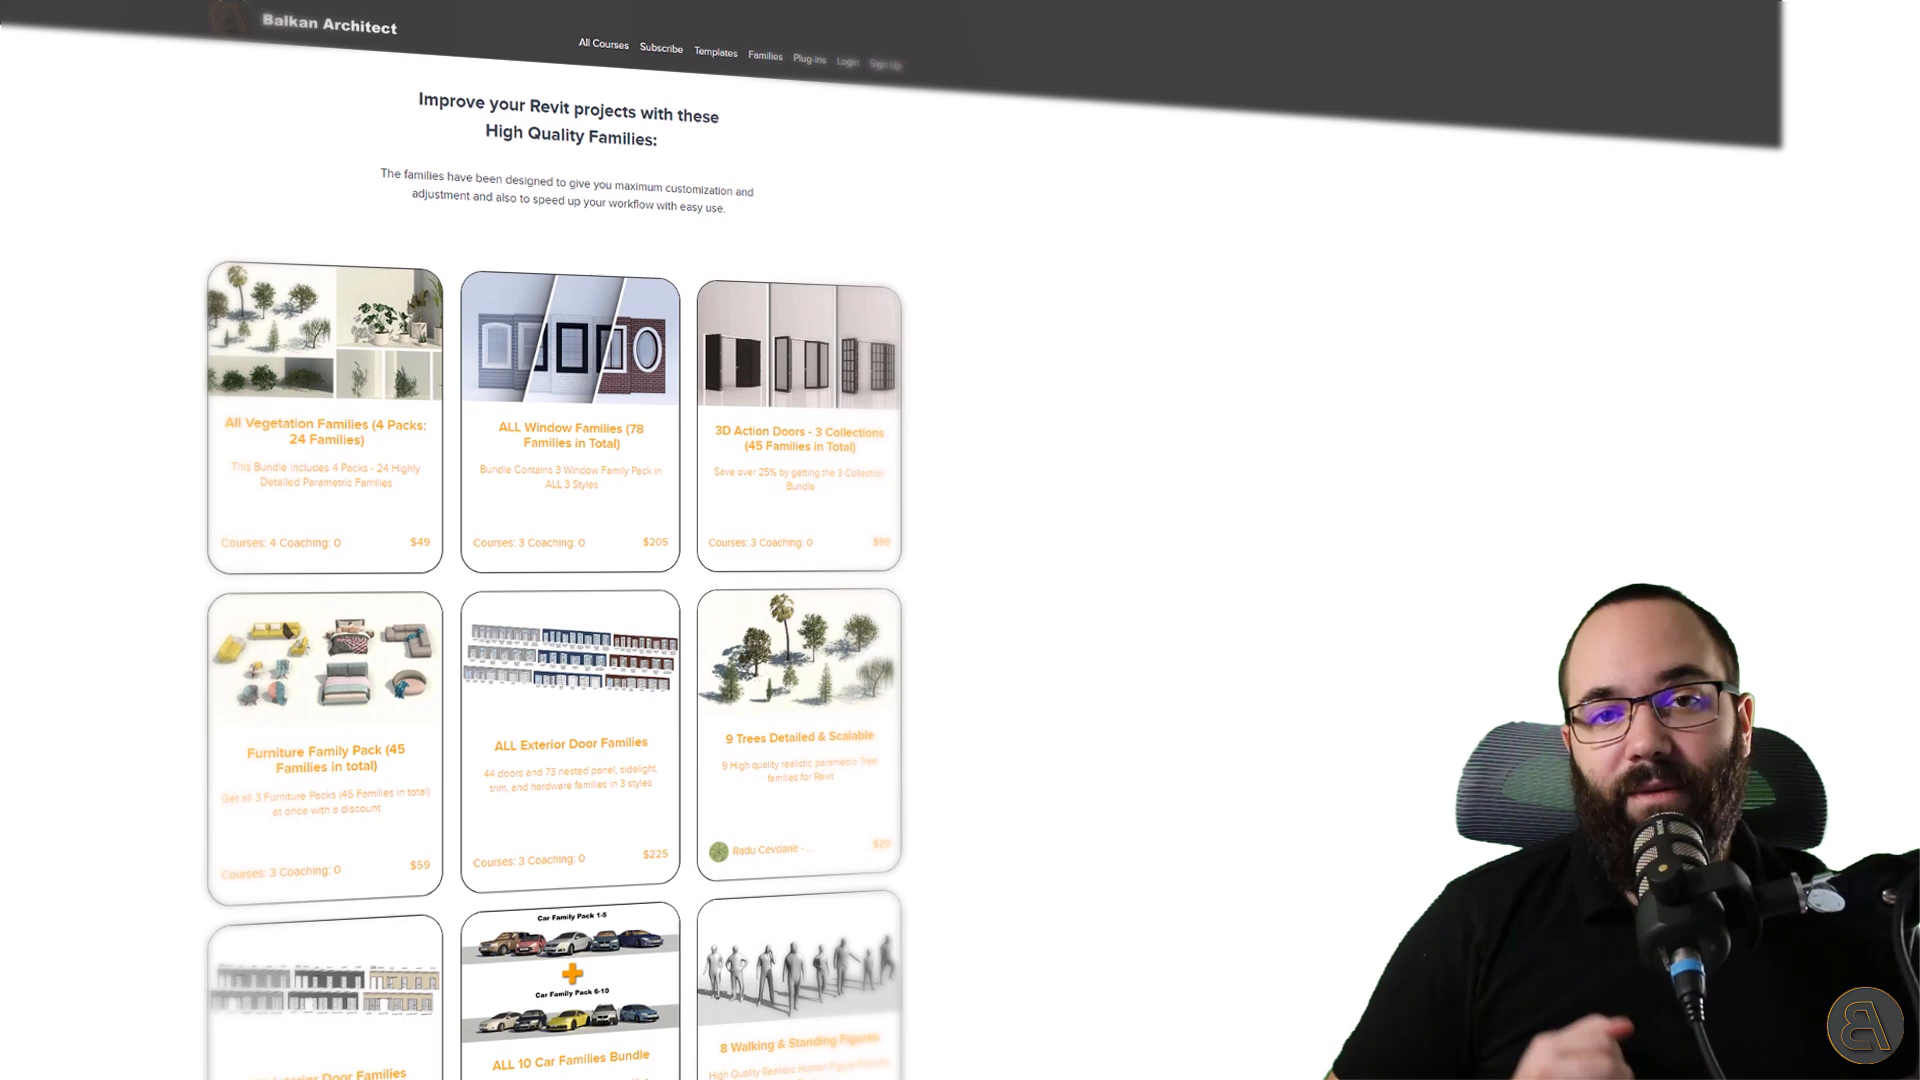 Balkan Architect
All Courses Subscribe Templates Families Plug-ins Login Sign Up
Improve your Revit projects with these
High Quality Families:
The families have been designed to give you maximum customization and
adjustment and also to speed up your workflow with easy use.
All Vegetation Families (4 Packs:
24 Families)
This Bundle includes 4 Packs - 24 Highly
Detailed Parametric Families
Courses: 4 Coaching: 0 $49
ALL Window Families (78
Families in Total)
Bundle Contains 3 Window Family Pack in
ALL 3 Styles
Courses: 3 Coaching: 0 $205
3D Action Doors - 3 Collections
(45 Families in Total)
Save over 25% by getting the 3 Collection
Bundle
Courses: 3 Coaching: 0
Furniture Family Pack (45
Families in total)
Get all 3 Furniture Packs (45 Families in total)
at once with a discount
Courses: 3 Coaching: 0 $59
ALL Exterior Door Families
44 doors and 73 nested panel, sidelight,
trim, and hardware families in 3 styles
Courses: 3 Coaching: 0 $225
9 Trees Detailed & Scalable
9 High quality realistic parametric Tree
families for Revit
Radu Cevdarie - ...
Door Families
Car Family Pack 1-5
Car Family Pack 6-10
ALL 10 Car Families Bundle
8 Walking & Standing Figures
High Quality Realistic Human Figure Families
RODE